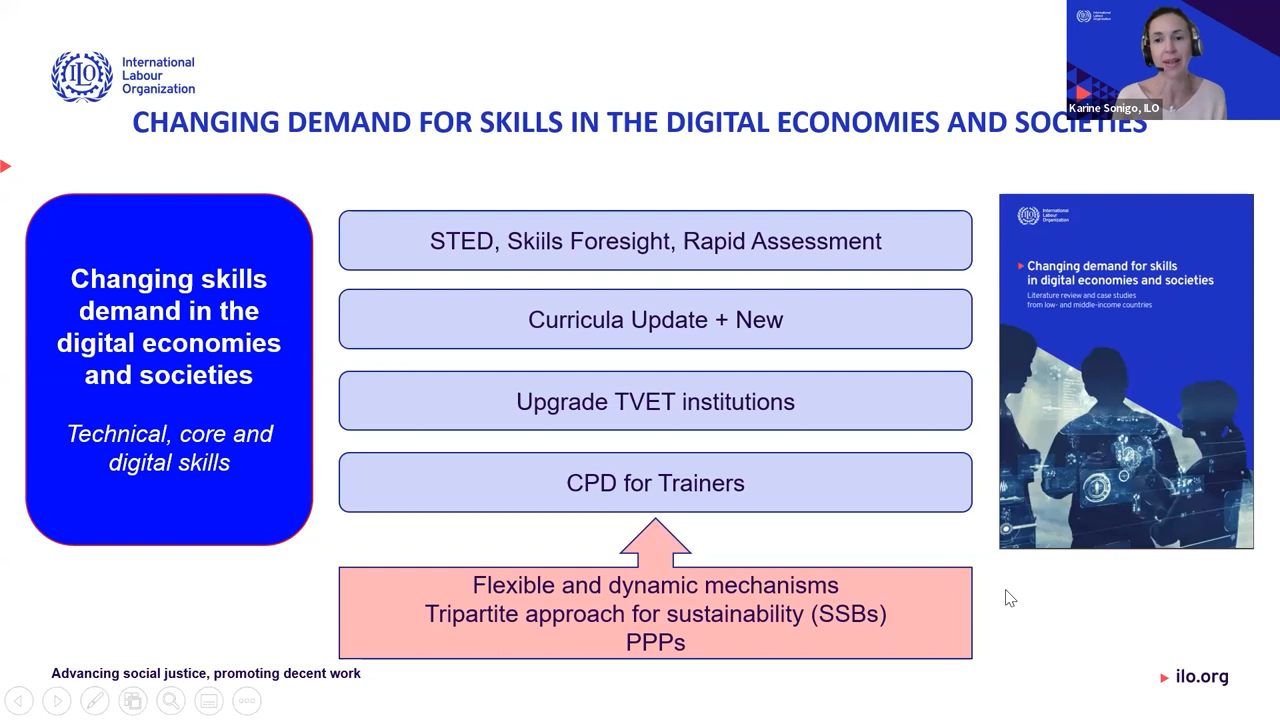 ILO
International
Labour
Organization
Karine Sonigo, ILO
CHANGING DEMAND FOR SKILLS IN THE DIGITAL ECONOMIES AND SOCIETIES
Changing skills
demand in the
digital economies
and societies
Technical, core and
digital skills
STED, Skiils Foresight, Rapid Assessment
Curricula Update + New
Upgrade TVET institutions
CPD for Trainers
Flexible and dynamic mechanisms
Tripartite approach for sustainability (SSBs)
PPPs
International
Labour
Organization
Changing demand for skills
in digital economies and societies
Literature review and case studies
from low- and middle-income countries
Advancing social justice, promoting decent work
ilo.org